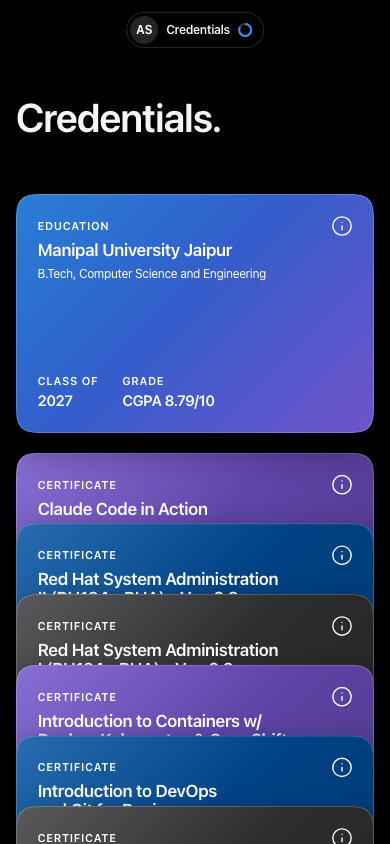 AS Credentials
Credentials.
EDUCATION
Manipal University Jaipur
B.Tech, Computer Science and Engineering
CLASS OF GRADE
2027 CGPA 8.79/10
CERTIFICATE
Claude Code in Action
CERTIFICATE
Red Hat System Administration
CERTIFICATE
Red Hat System Administration
CERTIFICATE
Introduction to Containers w/
CERTIFICATE
Introduction to DevOps
CERTIFICATE